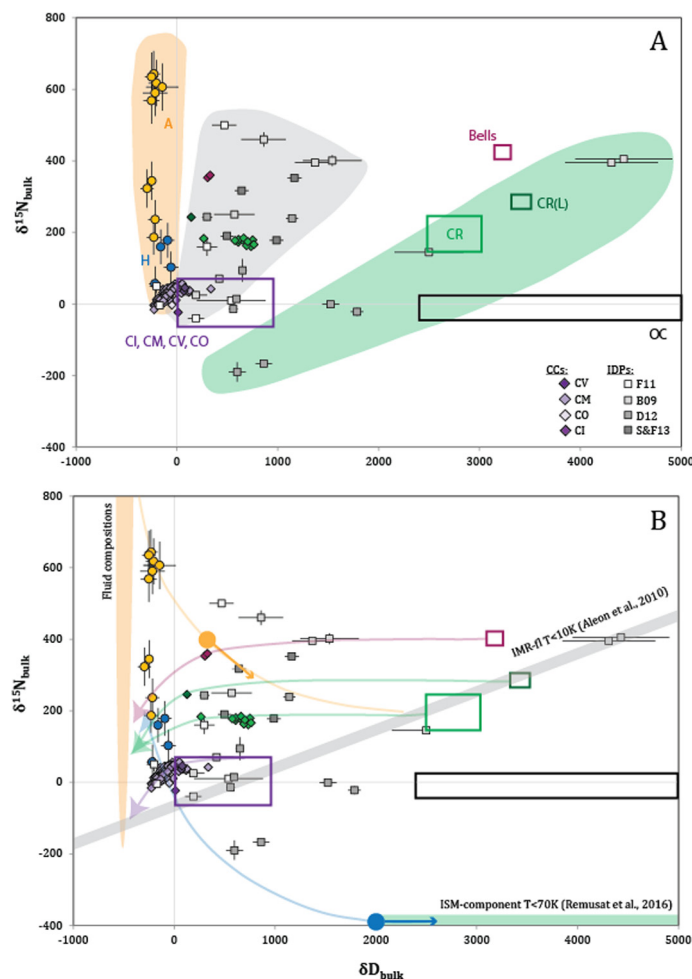 800
A
600
A
Bells
400
CR(L)
δ¹⁵N_bulk
200
CR
H
0
CI, CM, CV, CO
OC
CCs: IDPs:
CV F11
-200
CM B09
CO D12
CI S&F13
-400
-1000 0 1000 2000 3000 4000 5000
800
B
Fluid compositions
600
IMR-fl T<10K (Aleon et al., 2010)
400
δ¹⁵N_bulk
200
0
-200
ISM-component T<70K (Remusat et al., 2016)
-400
-1000 0 1000 2000 3000 4000 5000
δD_bulk